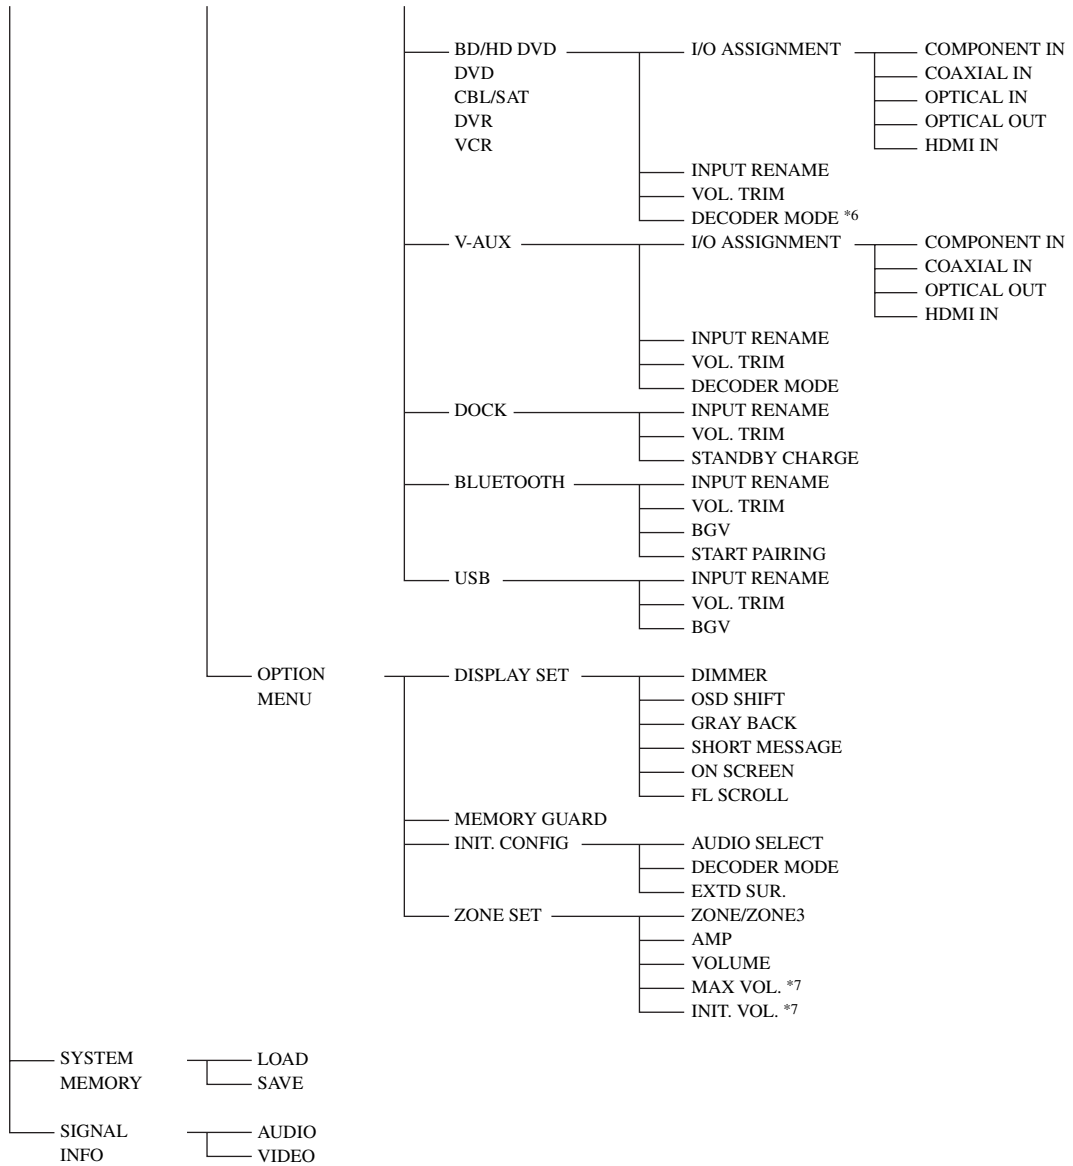 BD/HD DVD I/O ASSIGNMENT COMPONENT IN
DVD COAXIAL IN
CBL/SAT OPTICAL IN
DVR OPTICAL OUT
VCR HDMI IN
INPUT RENAME
VOL. TRIM
DECODER MODE *6
V-AUX I/O ASSIGNMENT COMPONENT IN
COAXIAL IN
OPTICAL OUT
HDMI IN
INPUT RENAME
VOL. TRIM
DECODER MODE
DOCK INPUT RENAME
VOL. TRIM
STANDBY CHARGE
BLUETOOTH INPUT RENAME
VOL. TRIM
BGV
START PAIRING
USB INPUT RENAME
VOL. TRIM
BGV
OPTION DISPLAY SET DIMMER
MENU OSD SHIFT
GRAY BACK
SHORT MESSAGE
ON SCREEN
FL SCROLL
MEMORY GUARD
INIT. CONFIG AUDIO SELECT
DECODER MODE
EXTD SUR.
ZONE SET ZONE/ZONE3
AMP
VOLUME
MAX VOL. *7
INIT. VOL. *7
SYSTEM LOAD
MEMORY SAVE
SIGNAL AUDIO
INFO VIDEO